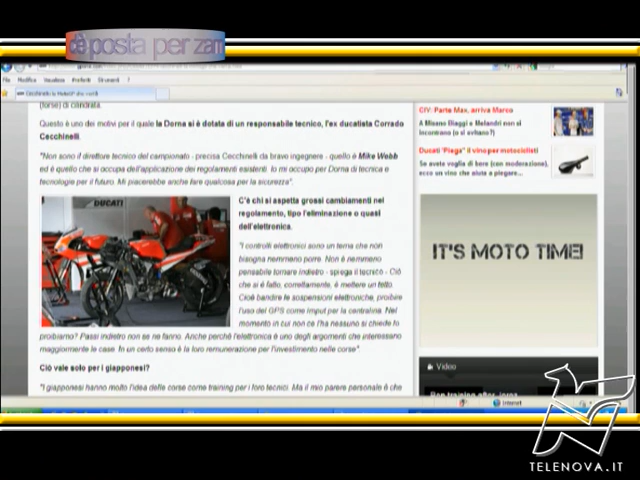 c'è posta per zam
File Modifica Visualizza Preferiti Strumenti ?
(forse) di cilindrata.
Questo è uno dei motivi per il quale la Dorna si è dotata di un responsabile tecnico, l'ex ducatista Corrado
Cecchinelli.
"Non sono il direttore tecnico del campionato - precisa Cecchinelli da bravo ingegnere - quello è Mike Webb
ed è quello che si occupa dell'applicazione dei regolamenti esistenti. Io mi occupo per Dorna di tecnica e
tecnologie per il futuro. Mi piacerebbe anche fare qualcosa per la sicurezza".
DUCATI
C'è chi si aspetta grossi cambiamenti nel
regolamento, tipo l'eliminazione o quasi
dell'elettronica.
"I controlli elettronici sono un tema che non
bisogna nemmeno porre. Non è nemmeno
pensabile tornare indietro - spiega il tecnico - Ciò
che si è fatto, correttamente, è mettere un tetto.
Cioè bandire le sospensioni elettroniche, proibire
l'uso del GPS come imput per la centralina. Nel
momento in cui non ce l'ha nessuno si chiede lo
proibiamo? Passi indietro non se ne fanno. Anche perché l'elettronica è uno degli argomenti che interessano
maggiormente le case. In un certo senso è la loro remunerazione per l'investimento nelle corse".
Ciò vale solo per i giapponesi?
"I giapponesi hanno molto l'idea delle corse come training per i loro tecnici. Ma il mio parere personale è che
CIV: Parte Max, arriva Marco
A Misano Biaggi e Melandri non si
incontrano (o si evitano?)
Ducati "Piega" il vino per motociclisti
Se avete voglia di bere (con moderazione),
ecco un vino che aiuta a piegare...
IT'S MOTO TIME!
Video
Internet
TELENOVA.IT